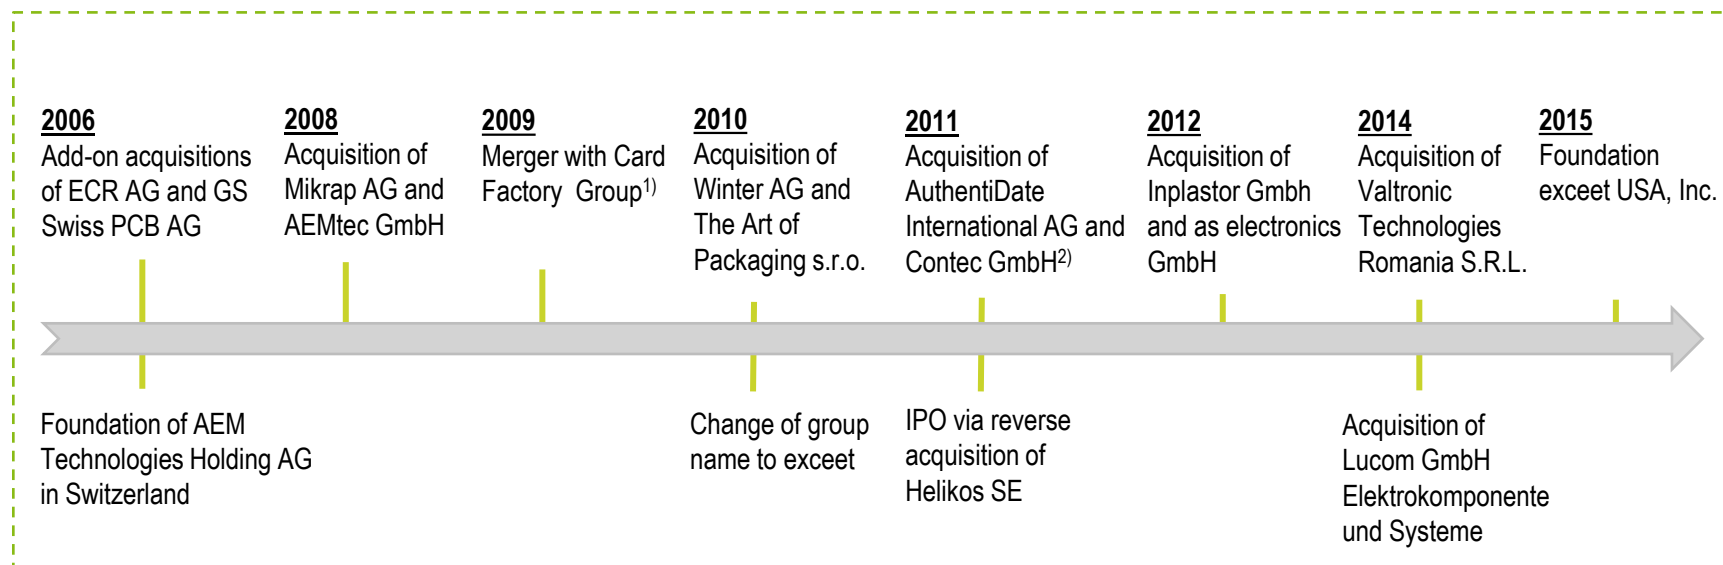 2006
Add-on acquisitions
of ECR AG and GS
Swiss PCB AG
2008
Acquisition of
Mikrap AG and
AEMtec GmbH
2009
Merger with Card
Factory Group1)
2010
Acquisition of
Winter AG and
The Art of
Packaging s.r.o.
2011
Acquisition of
AuthentiDate
International AG and
Contec GmbH2)
2012
Acquisition of
Inplastor Gmbh
and as electronics
GmbH
2014
Acquisition of
Valtronic
Technologies
Romania S.R.L.
2015
Foundation
exceet USA, Inc.
Foundation of AEM
Technologies Holding AG
in Switzerland
Change of group
name to exceet
IPO via reverse
acquisition of
Helikos SE
Acquisition of
Lucom GmbH
Elektrokomponente
und Systeme